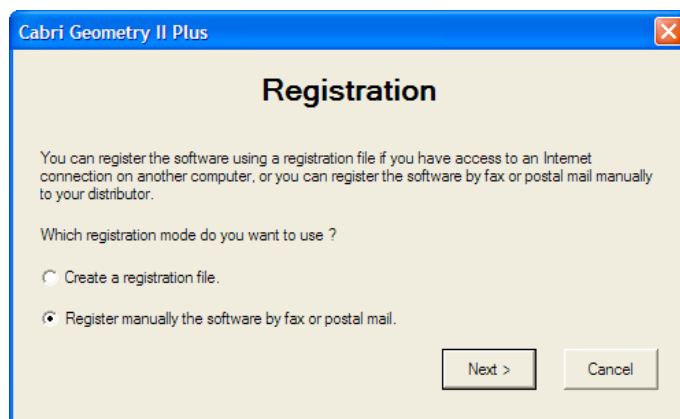 Cabri Geometry II Plus
Registration
You can register the software using a registration file if you have access to an Internet
connection on another computer, or you can register the software by fax or postal mail manually
to your distributor.
Which registration mode do you want to use ?
Create a registration file.
Register manually the software by fax or postal mail.
Next >
Cancel